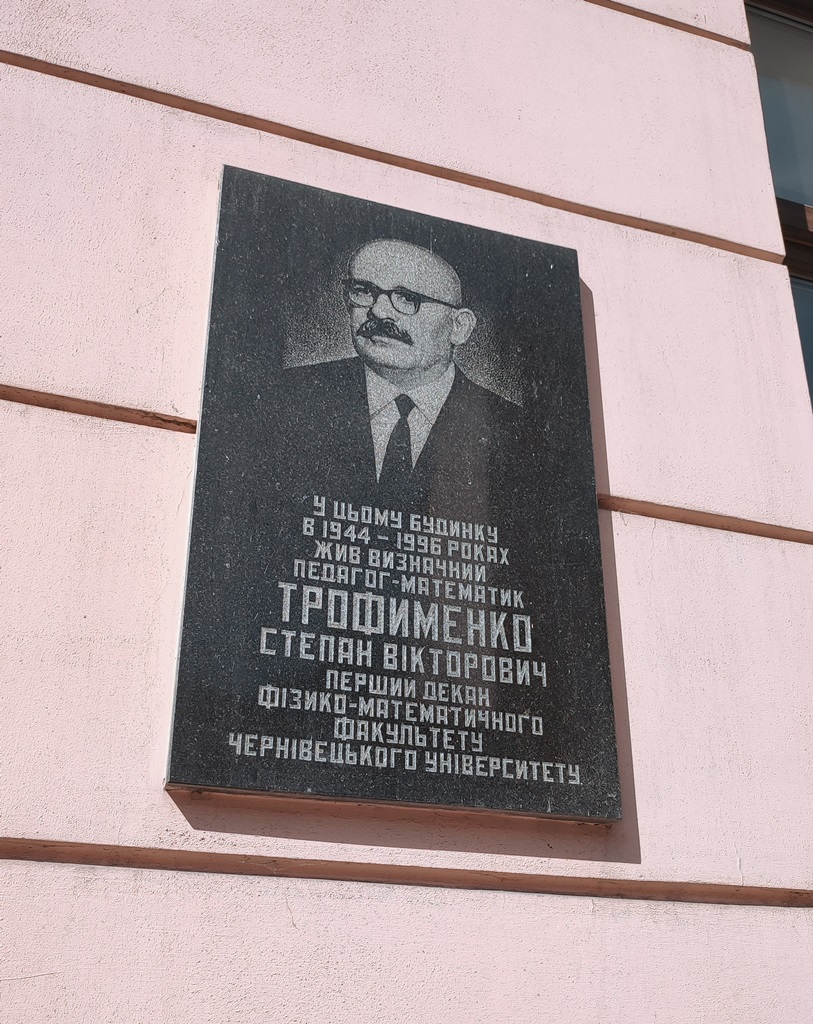 У ЦЬОМУ БУДИНКУ
В 1944 – 1996 РОКАХ
ЖИВ ВИЗНАЧНИЙ
ПЕДАГОГ-МАТЕМАТИК
ТРОФИМЕНКО
СТЕПАН ВІКТОРОВИЧ
ПЕРШИЙ ДЕКАН
ФІЗИКО-МАТЕМАТИЧНОГО
ФАКУЛЬТЕТУ
ЧЕРНІВЕЦЬКОГО УНІВЕРСИТЕТУ